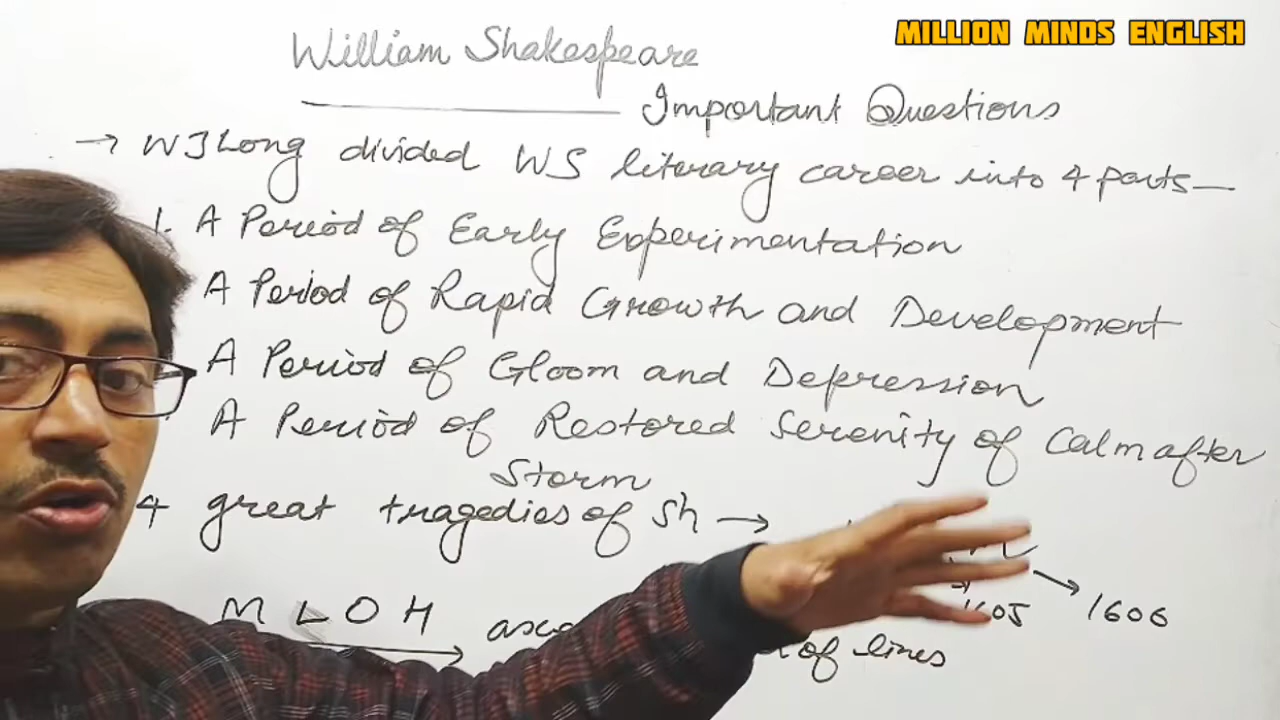 MILLION MINDS ENGLISH
William Shakespeare
Important Questions
→ WJLong divided WS literary career into 4 parts—
1. A Period of Early Experimentation
A Period of Rapid Growth and Development
A Period of Gloom and Depression
A Period of Restored Serenity of Calm after
Storm
4 great tragedies of Sh →
1605 1606
M L O H
of lines